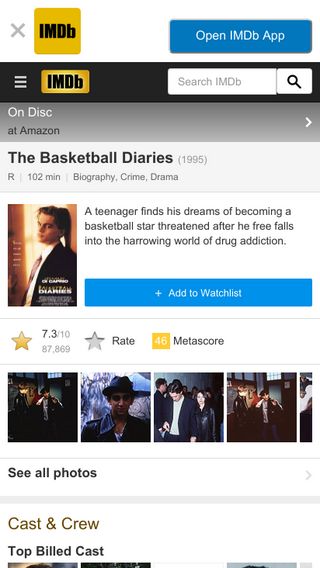 IMDb
Open IMDb App
IMDb
Search IMDb
On Disc
at Amazon
The Basketball Diaries (1995)
R | 102 min | Biography, Crime, Drama
A teenager finds his dreams of becoming a
basketball star threatened after he free falls
into the harrowing world of drug addiction.
DI CAPRIO
BASKETBALL
DIARIES
+ Add to Watchlist
7.3/10
87,869
Rate
46 Metascore
See all photos
Cast & Crew
Top Billed Cast